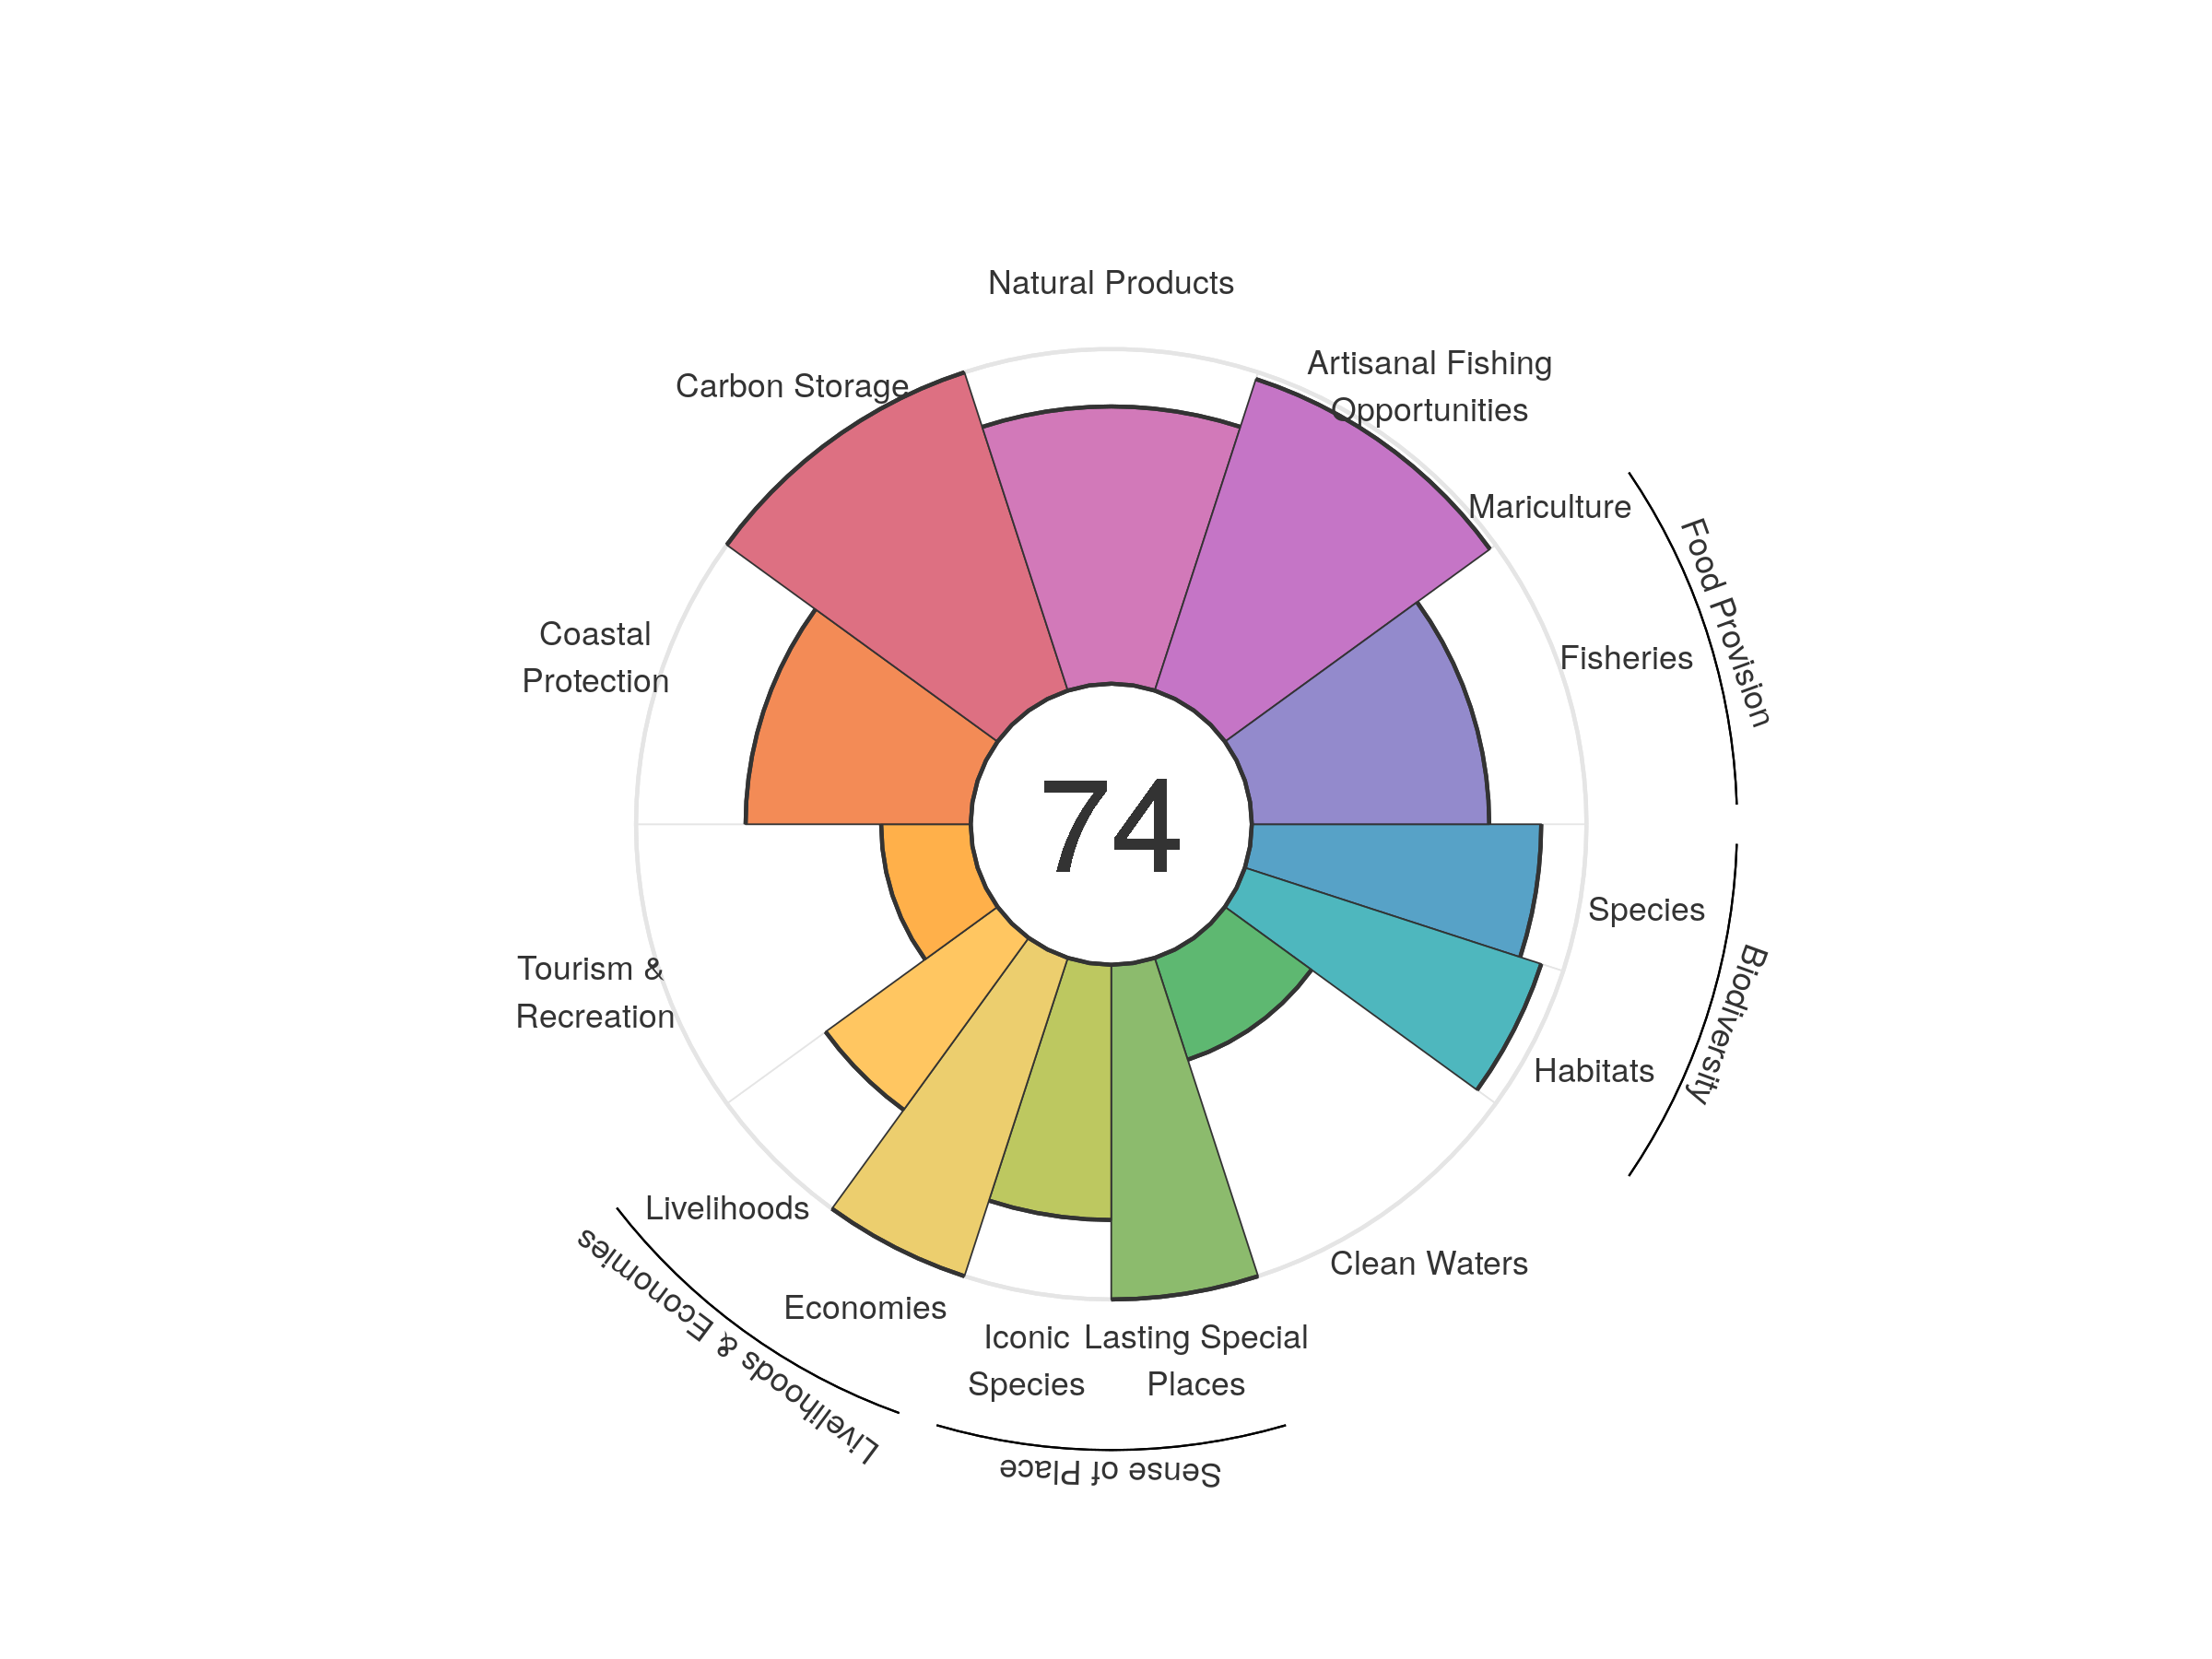 Natural Products
Artisanal Fishing
Opportunities
Carbon Storage
Mariculture
Food Provision
Fisheries
Coastal
Protection
74
Species
Biodiversity
Tourism &
Recreation
Habitats
Livelihoods
Clean Waters
Economies
Livelihoods & Economies
Iconic
Species
Lasting Special
Places
Sense of Place